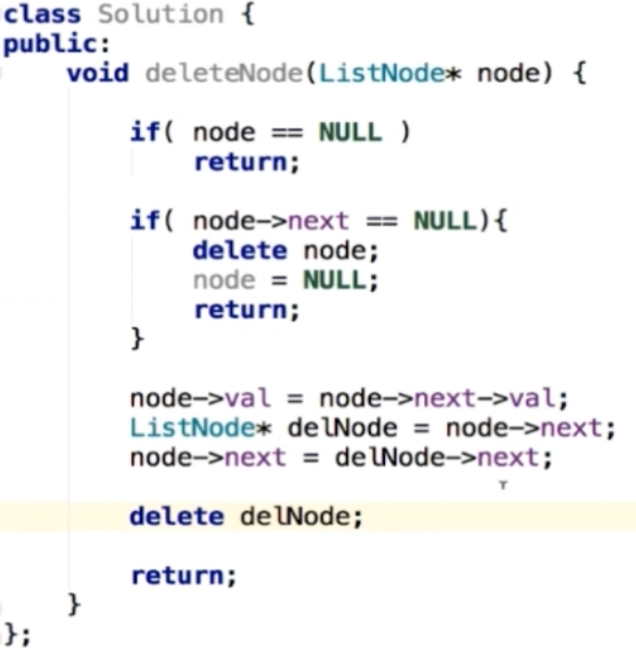 class Solution {
public:
    void deleteNode(ListNode* node) {

        if( node == NULL )
            return;

        if( node->next == NULL){
            delete node;
            node = NULL;
            return;
        }

        node->val = node->next->val;
        ListNode* delNode = node->next;
        node->next = delNode->next;

        delete delNode;

        return;
    }
};